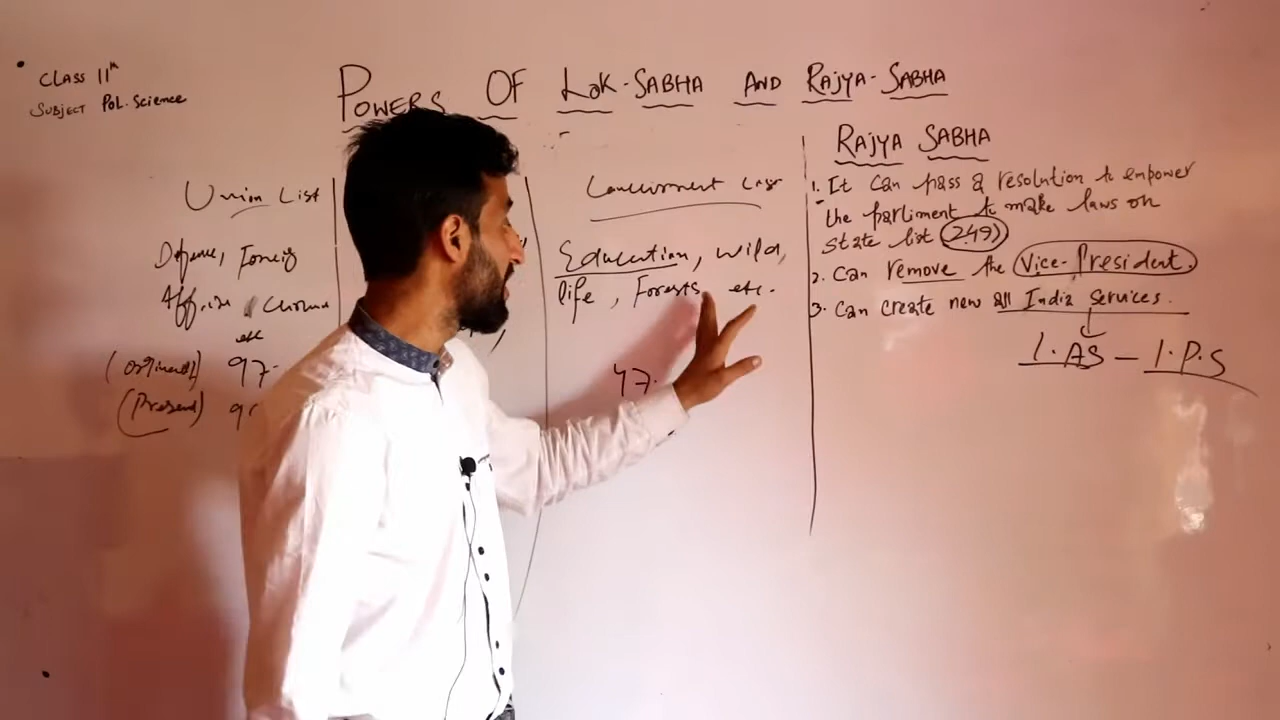 CLASS 11th
SUBJECT POL. Science
POWERS OF LOK-SABHA AND RAJYA-SABHA
Union List
Defence, Foreig
etc
97.
(Present)
Concurrent List
Education, Wild,
life, Forests, etc.
47.
RAJYA SABHA
1. It can pass a resolution to empower
the parliment to make laws on
state list (249)
2. Can remove the Vice-President.
3. Can create new all India Services.
I.AS - I.P.S